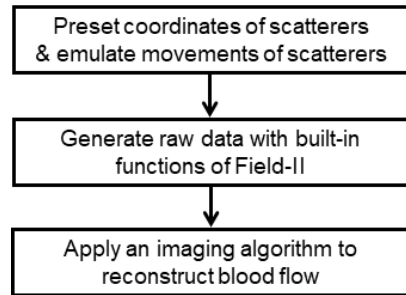 Preset coordinates of scatterers
& emulate movements of scatterers
Generate raw data with built-in
functions of Field-II
Apply an imaging algorithm to
reconstruct blood flow